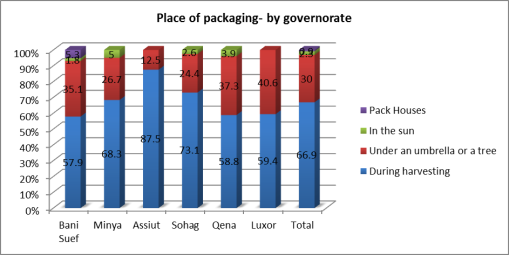 Place of packaging- by governorate
100%
90%
80%
70%
60%
50%
40%
30%
20%
10%
0%
5.3 5 2.6 3.9 0.9
1.8 12.5 2.3
35.1 26.7 24.4 37.3 40.6 30
57.9 68.3 87.5 73.1 58.8 59.4 66.9
Bani Suef Minya Assiut Sohag Qena Luxor Total
Pack Houses
In the sun
Under an umbrella or a tree
During harvesting